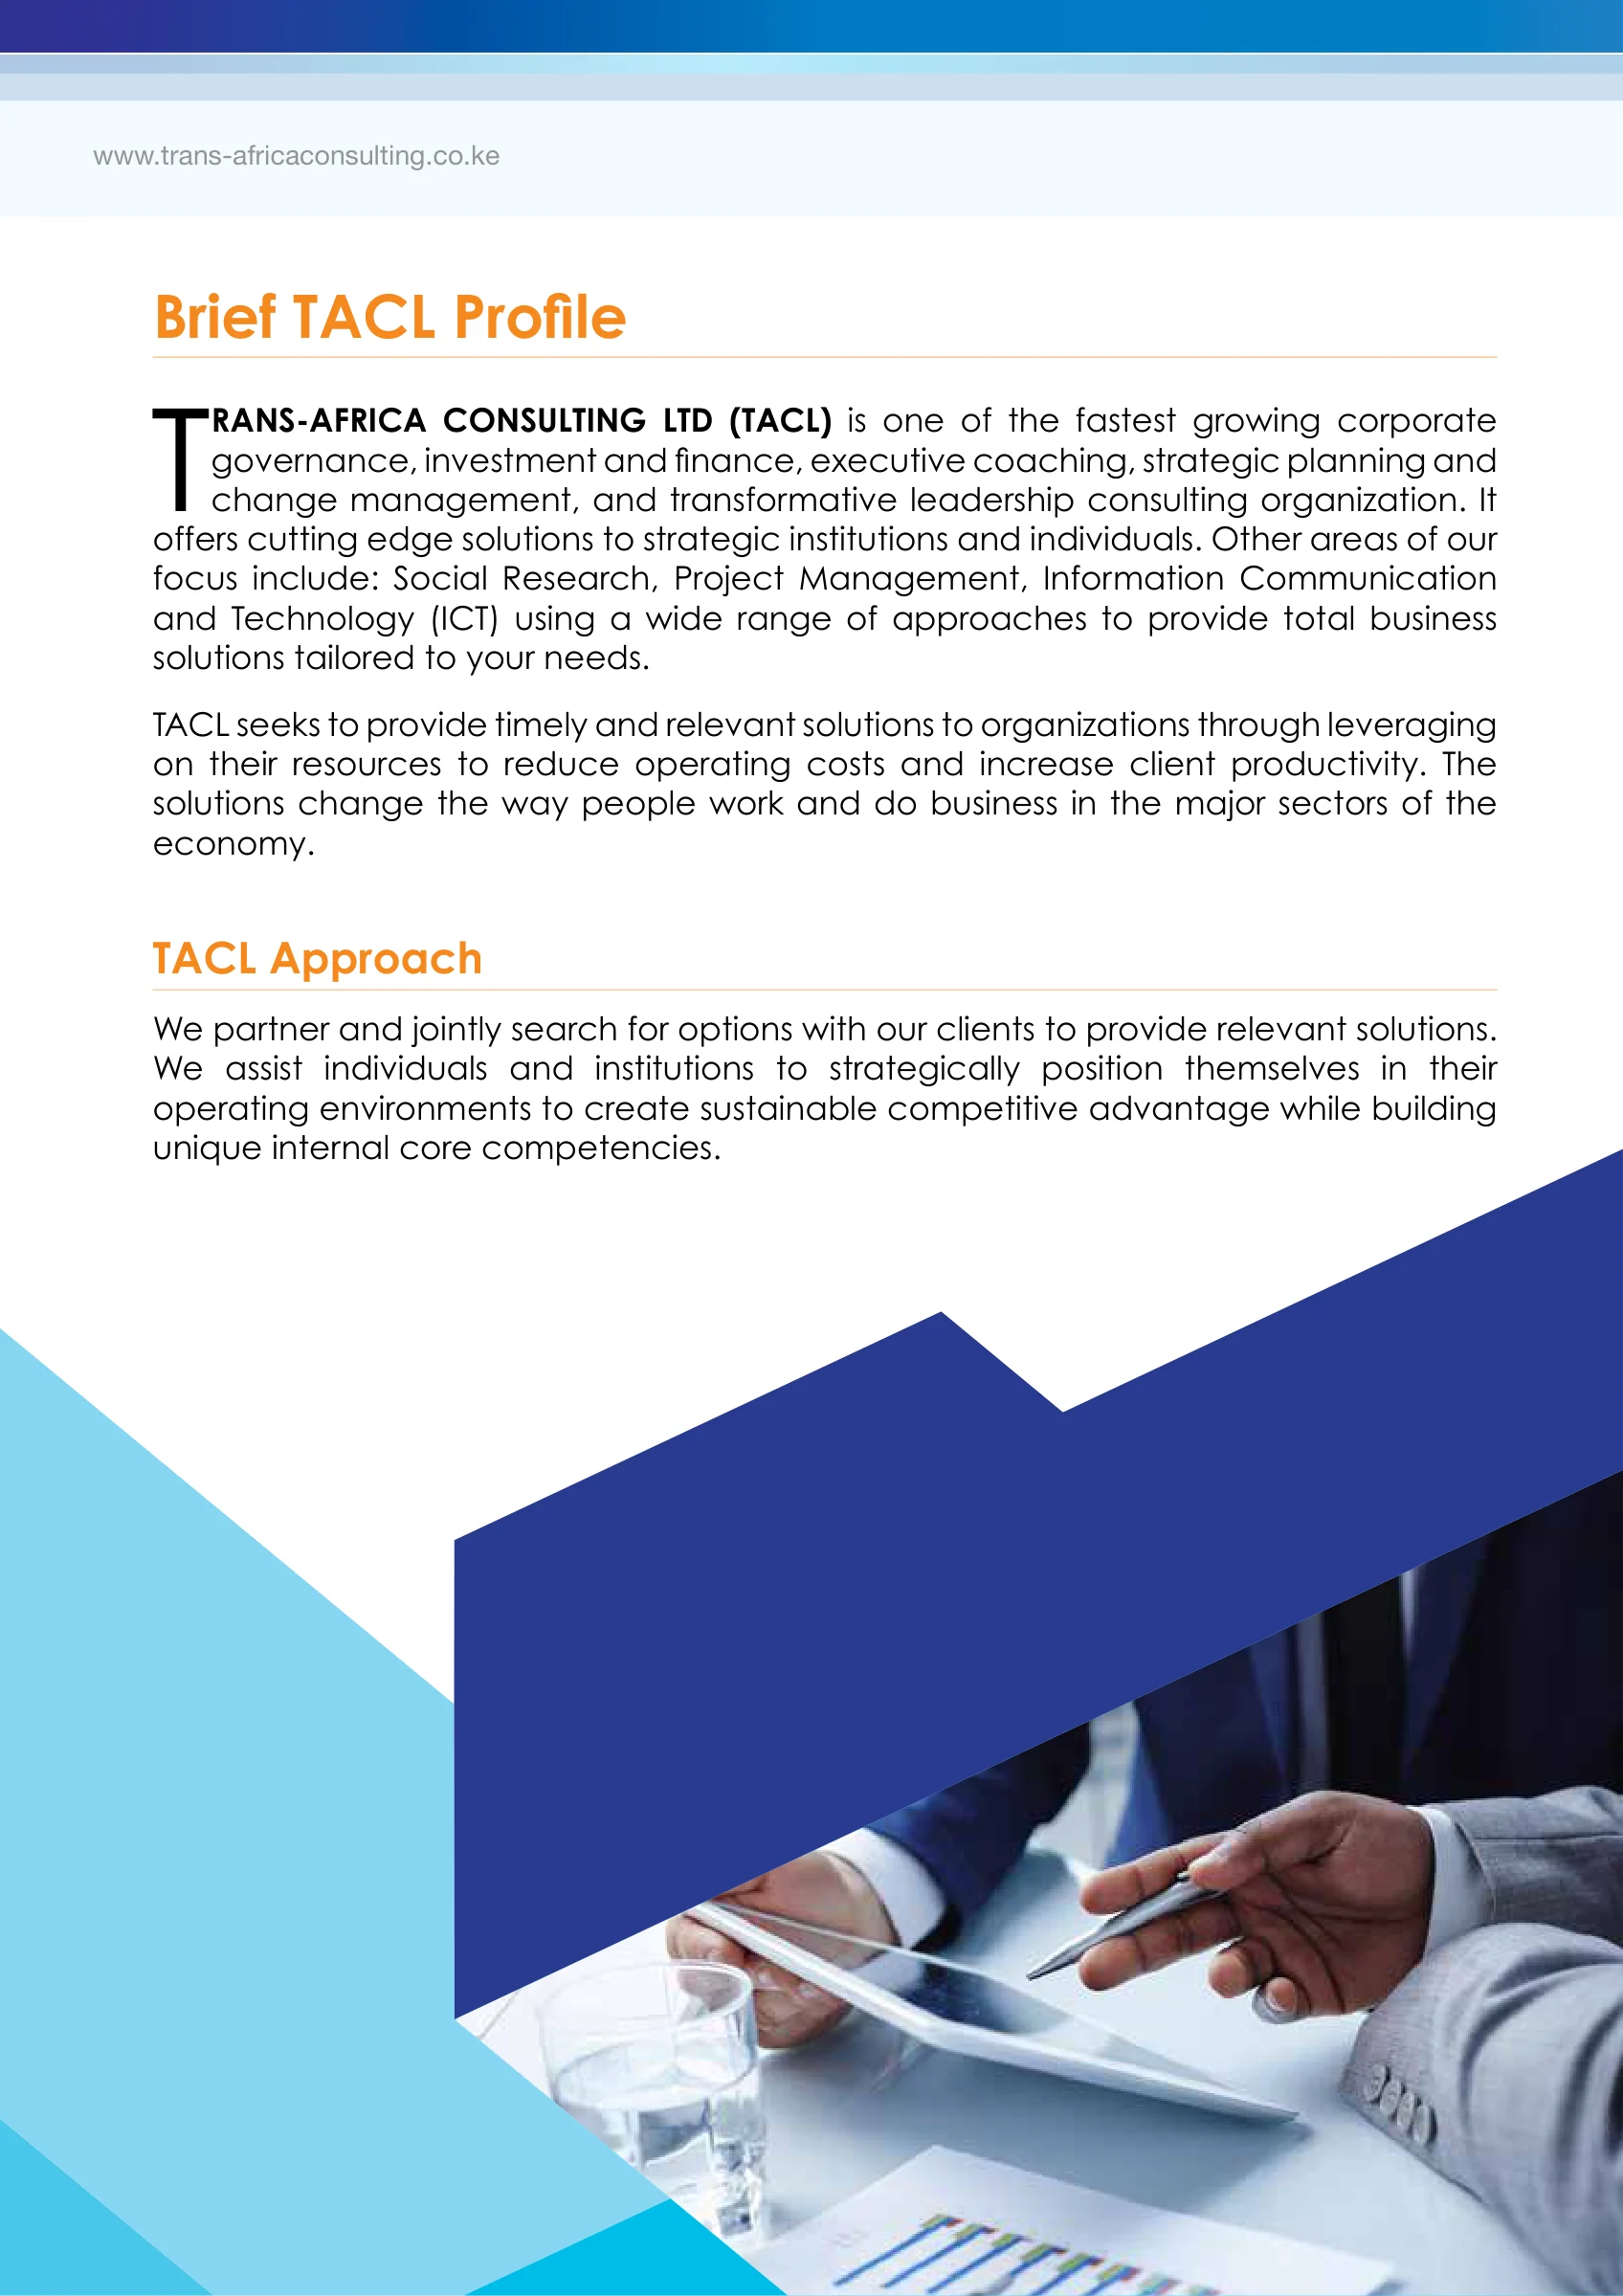 www.trans-africaconsulting.co.ke
Brief TACL Profile
TRANS-AFRICA CONSULTING LTD (TACL) is one of the fastest growing corporate
governance, investment and finance, executive coaching, strategic planning and
change management, and transformative leadership consulting organization. It
offers cutting edge solutions to strategic institutions and individuals. Other areas of our
focus include: Social Research, Project Management, Information Communication
and Technology (ICT) using a wide range of approaches to provide total business
solutions tailored to your needs.
TACL seeks to provide timely and relevant solutions to organizations through leveraging
on their resources to reduce operating costs and increase client productivity. The
solutions change the way people work and do business in the major sectors of the
economy.
TACL Approach
We partner and jointly search for options with our clients to provide relevant solutions.
We assist individuals and institutions to strategically position themselves in their
operating environments to create sustainable competitive advantage while building
unique internal core competencies.